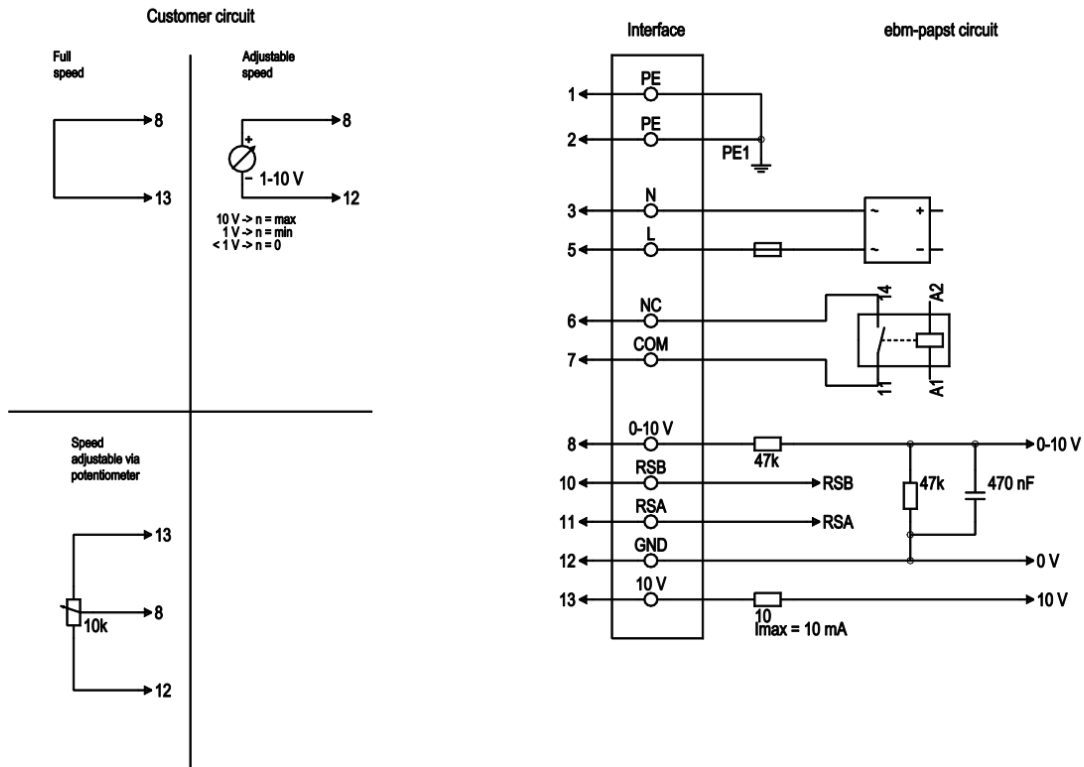 Customer circuit
Full
speed
8
13
Adjustable
speed
8
+
− 1-10 V
12
10 V -> n = max
1 V -> n = min
< 1 V -> n = 0
Speed
adjustable via
potentiometer
13
8
10k
12
Interface
ebm-papst circuit
PE
1
PE
2
PE1
N
3
~ +
L
5
~ −
NC
14
A2
6
COM
7
11
A1
0-10 V
8
47k
0-10 V
RSB
10
RSB
47k
470 nF
RSA
11
RSA
GND
12
0 V
10 V
13
10
10 V
Imax = 10 mA